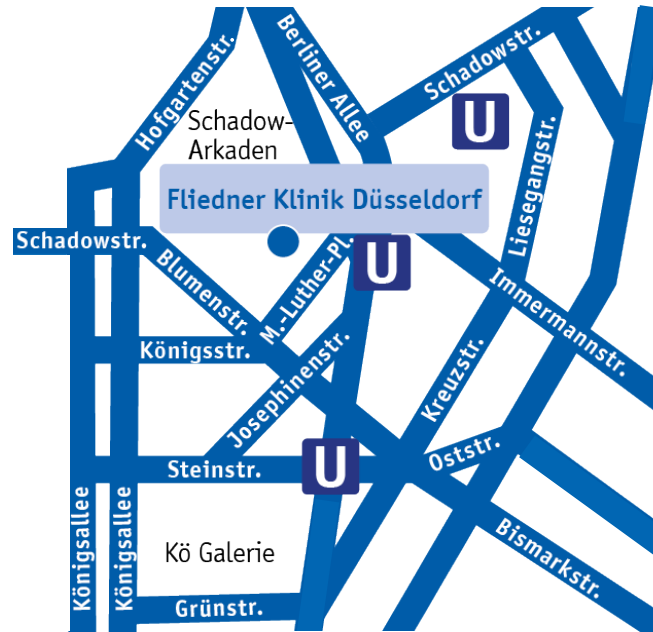 Hofgartenstr.
Berliner Allee
Schadowstr.
Schadow-
Arkaden
U
Liesegangstr.
Fliedner Klinik Düsseldorf
Schadowstr.
Blumenstr.
M.-Luther-Pl.
U
Immermannstr.
Königsstr.
Josephinenstr.
Kreuzstr.
Steinstr.
U
Oststr.
Königsallee
Königsallee
Kö Galerie
Bismarkstr.
Grünstr.